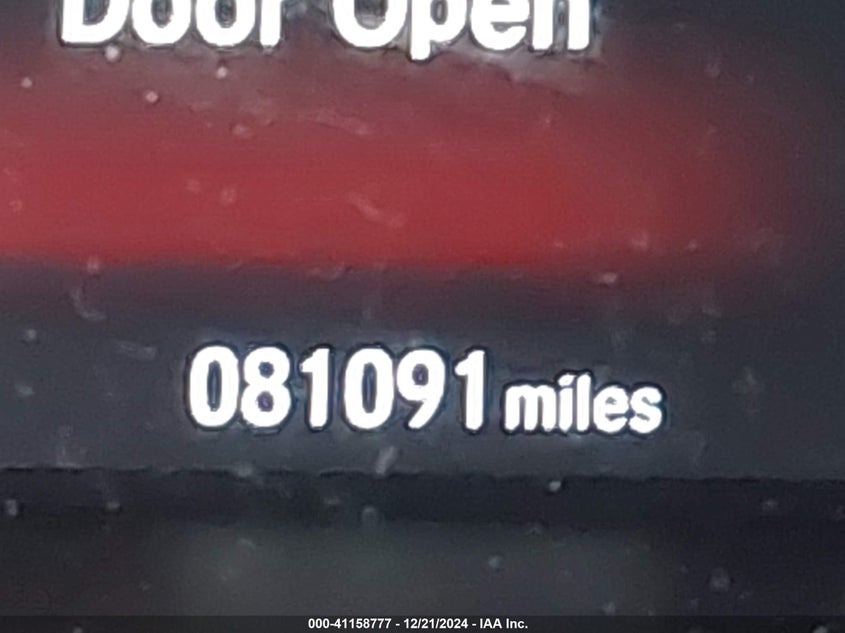 Door Open
081091 miles
000-41158777 - 12/21/2024 - IAA Inc.